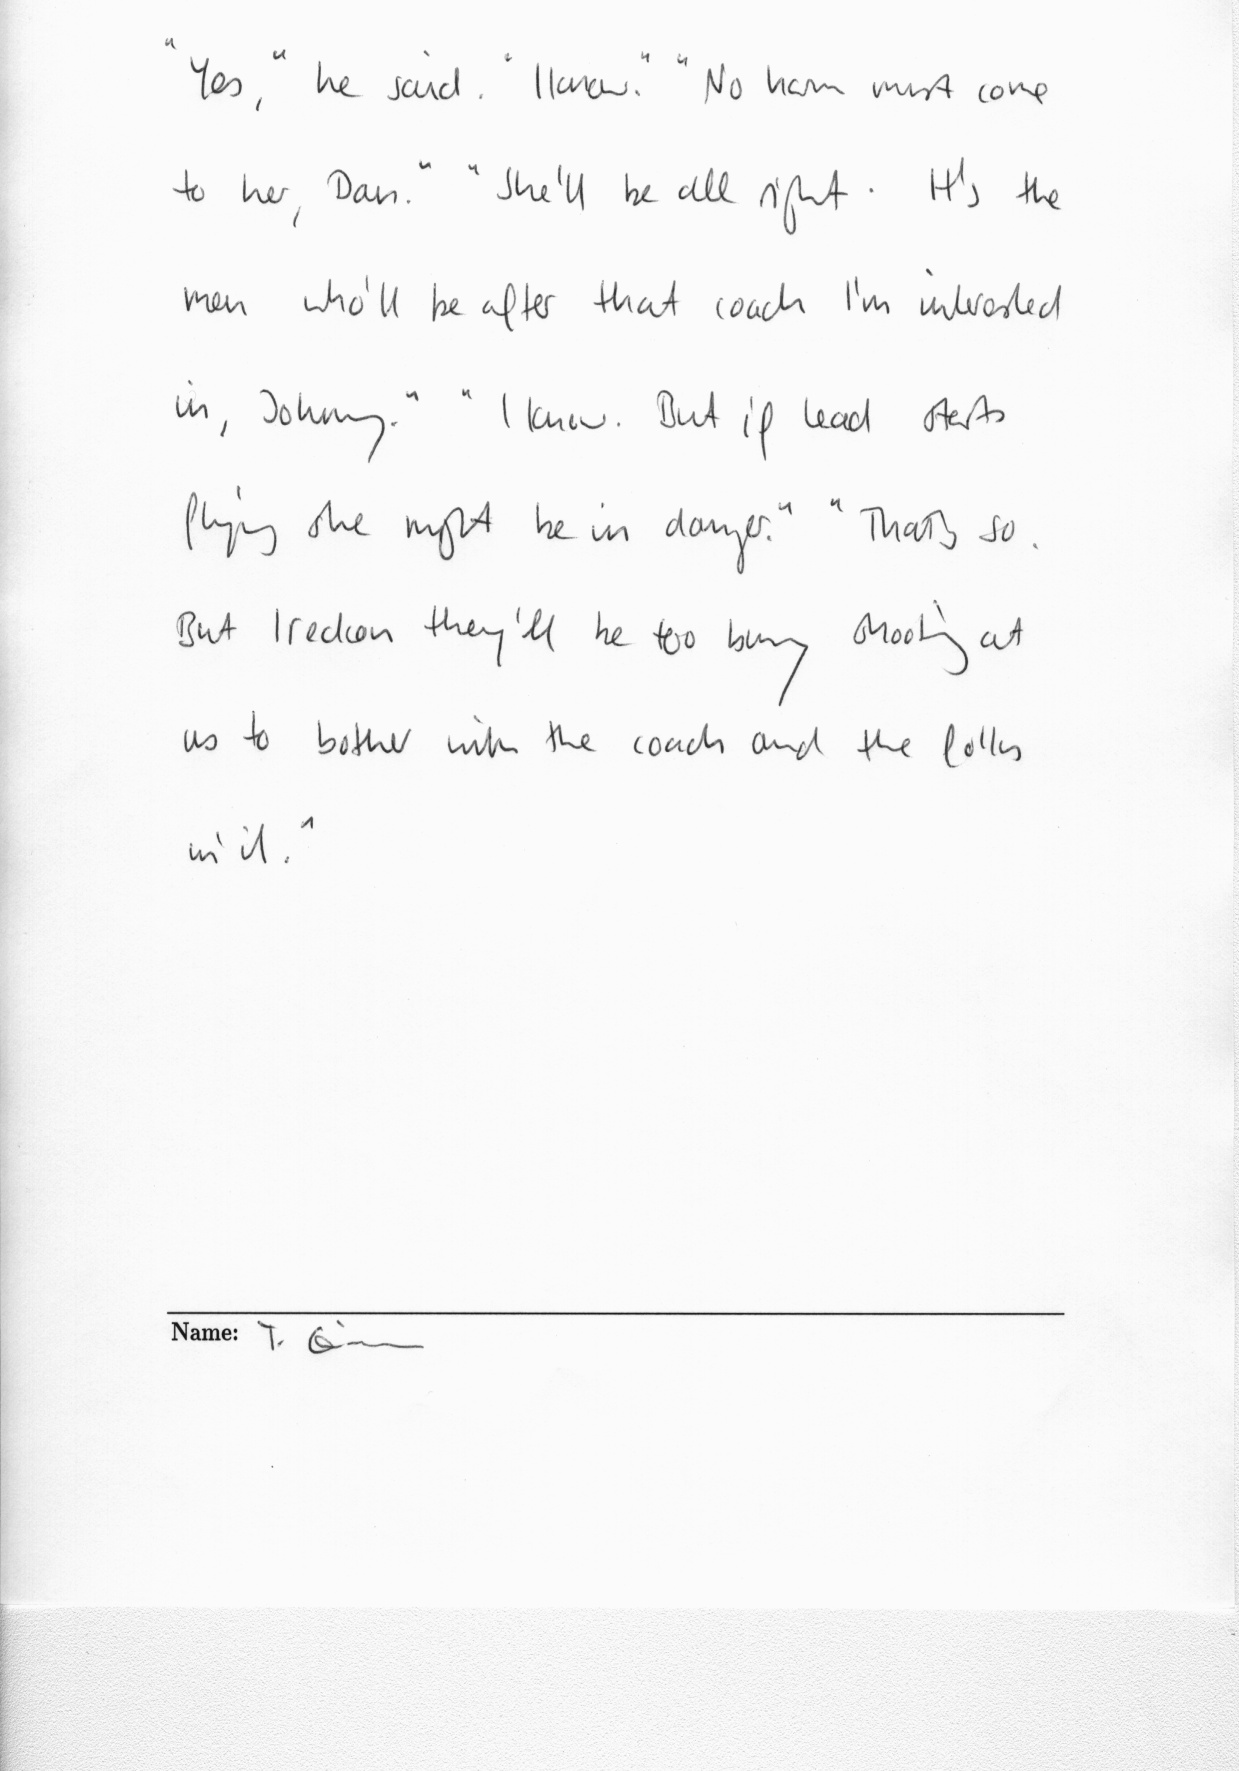 "Yes," he said. "I know." "No harm must come
to her, Dan." "She'll be all right. It's the
men who'll be after that coach I'm interested
in, Johnny." "I know. But if lead starts
flying she might be in danger." "That's so.
But I reckon they'll be too busy shooting at
us to bother with the coach and the folks
in it."
Name: T.